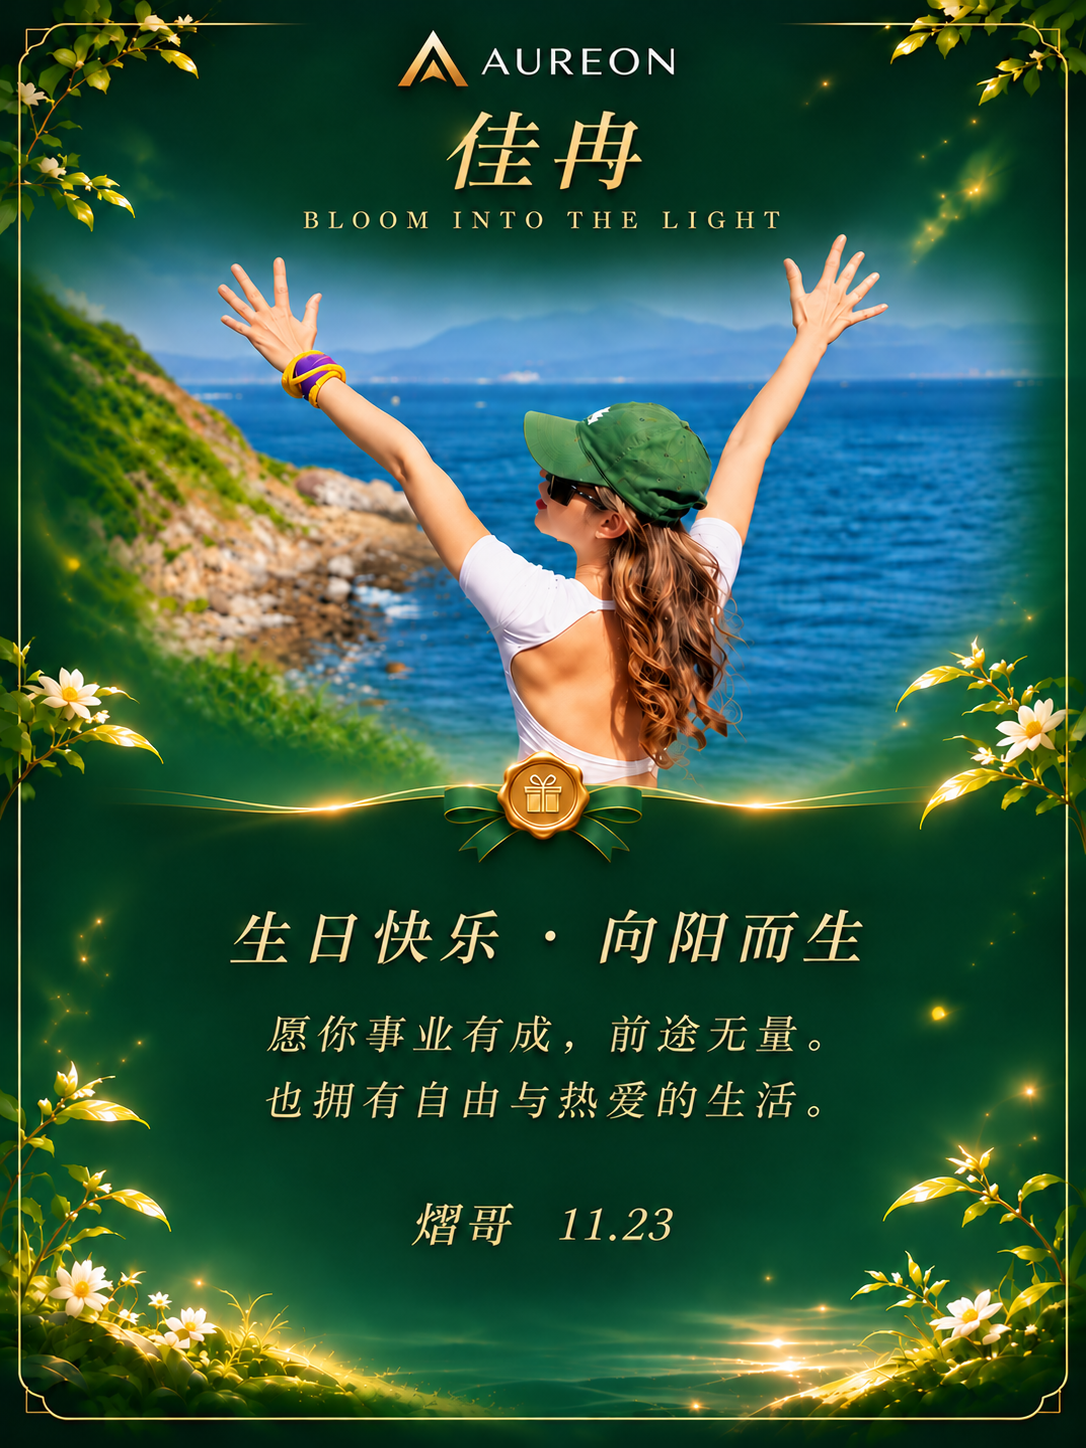 AUREON
佳冉
BLOOM INTO THE LIGHT
生日快乐 · 向阳而生
愿你事业有成，前途无量。
也拥有自由与热爱的生活。
熠哥 11.23